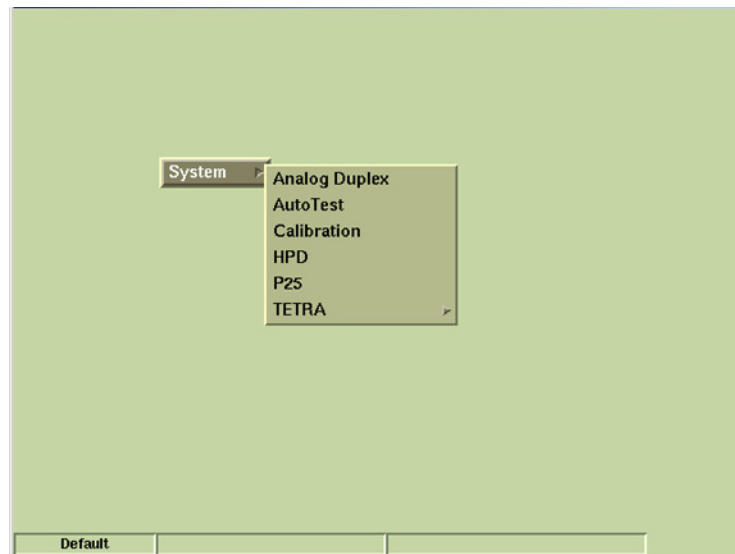 System
Analog Duplex
AutoTest
Calibration
HPD
P25
TETRA
Default